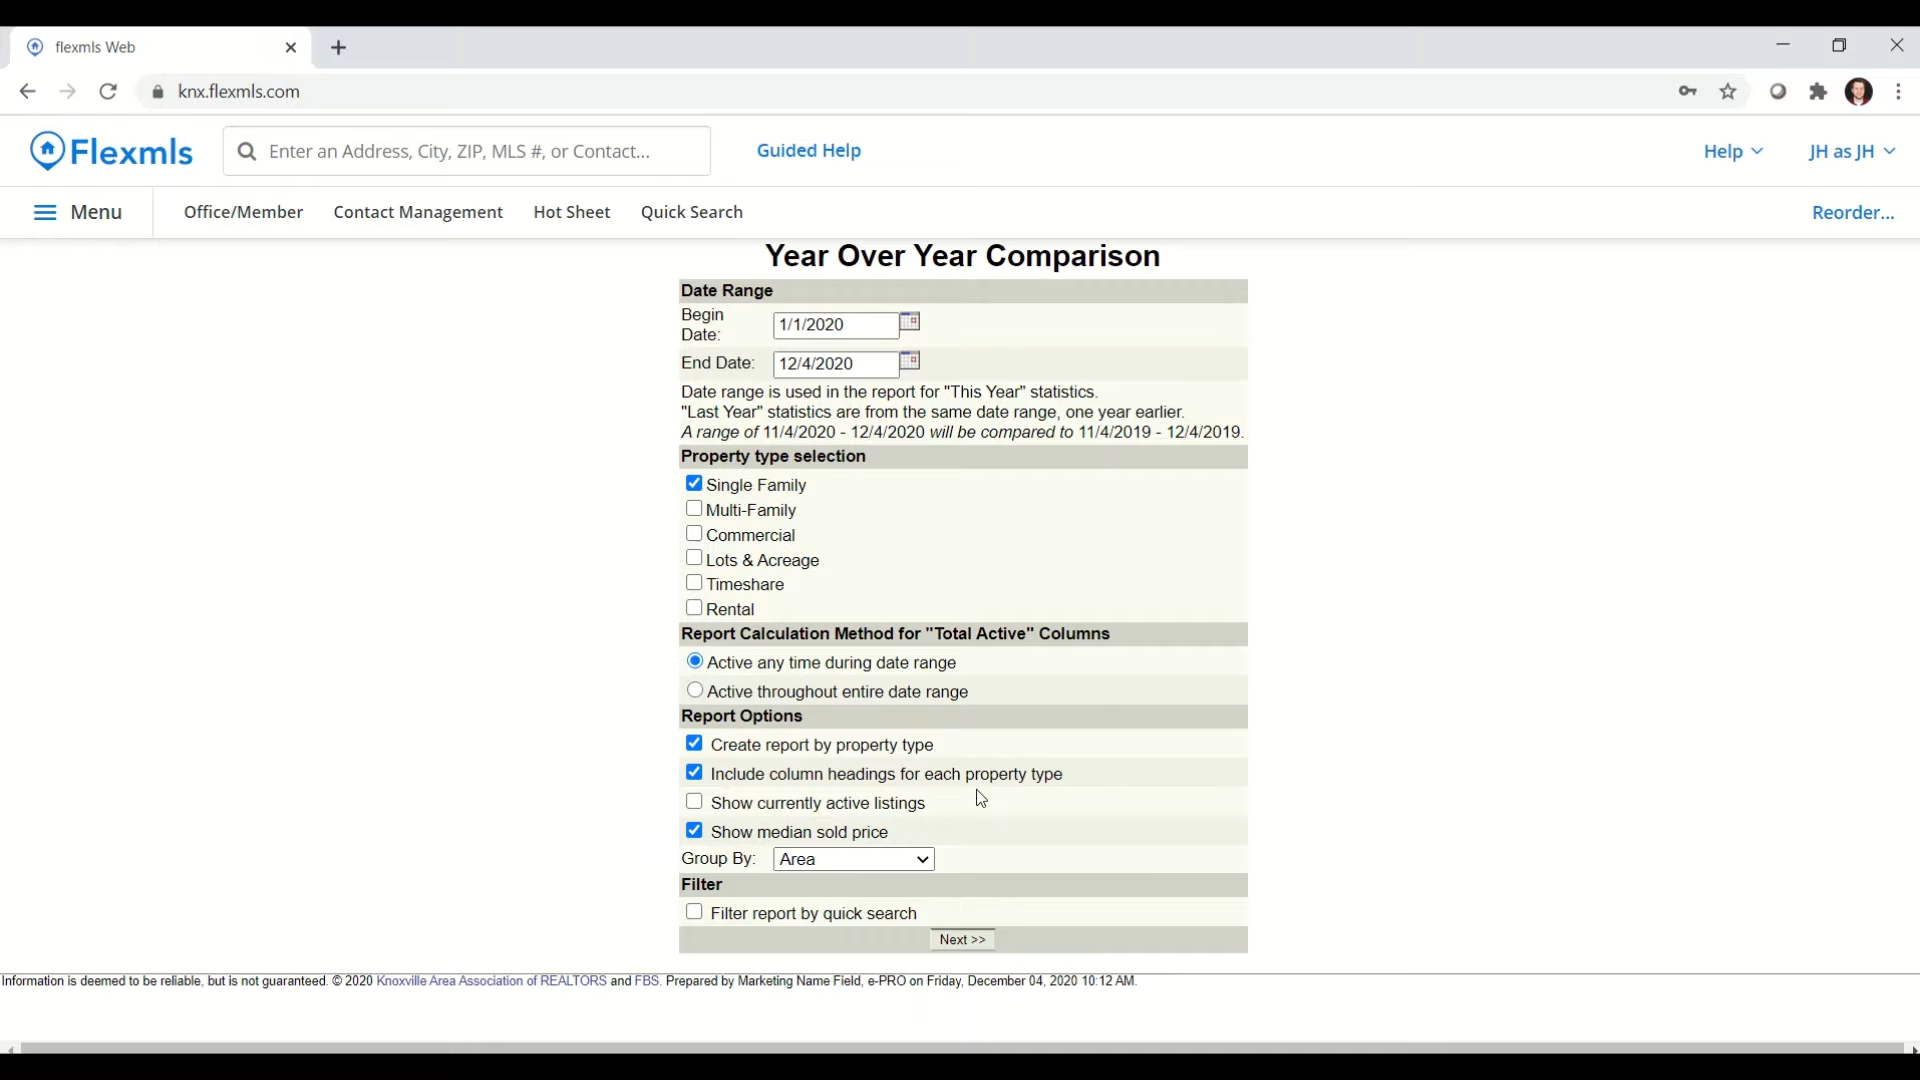 flexmls Web
knx.flexmls.com
Flexmls
Enter an Address, City, ZIP, MLS #, or Contact...
Guided Help
Help
JH as JH
Menu
Office/Member
Contact Management
Hot Sheet
Quick Search
Reorder...
Year Over Year Comparison
Date Range
Begin
Date:
1/1/2020
End Date:
12/4/2020
Date range is used in the report for "This Year" statistics.
"Last Year" statistics are from the same date range, one year earlier.
A range of 11/4/2020 - 12/4/2020 will be compared to 11/4/2019 - 12/4/2019.
Property type selection
Single Family
Multi-Family
Commercial
Lots & Acreage
Timeshare
Rental
Report Calculation Method for "Total Active" Columns
Active any time during date range
Active throughout entire date range
Report Options
Create report by property type
Include column headings for each property type
Show currently active listings
Show median sold price
Group By: Area
Filter
Filter report by quick search
Next >>
Information is deemed to be reliable, but is not guaranteed. © 2020 Knoxville Area Association of REALTORS and FBS. Prepared by Marketing Name Field, e-PRO on Friday, December 04, 2020 10:12 AM.